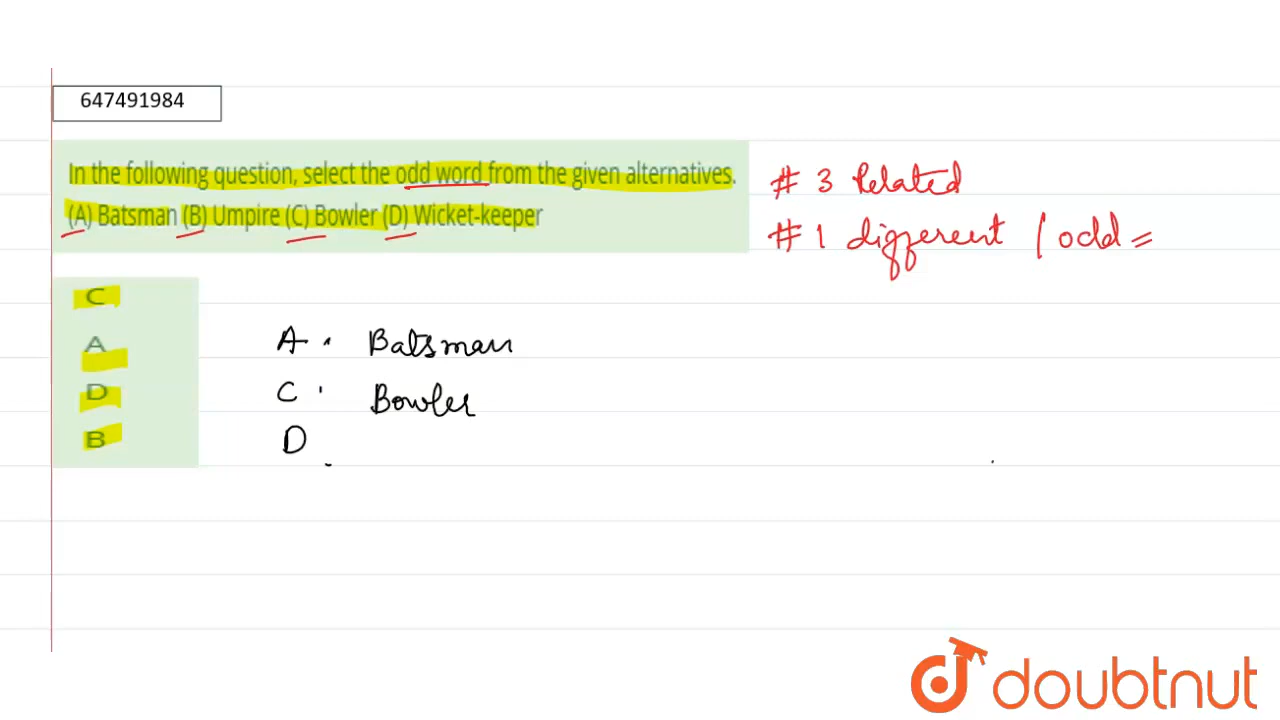 647491984
In the following question, select the odd word from the given alternatives.
(A) Batsman (B) Umpire (C) Bowler (D) Wicket-keeper
# 3 Related
# 1 different / odd =
C
A
D
B
A . Batsman
C . Bowler
D
doubtnut